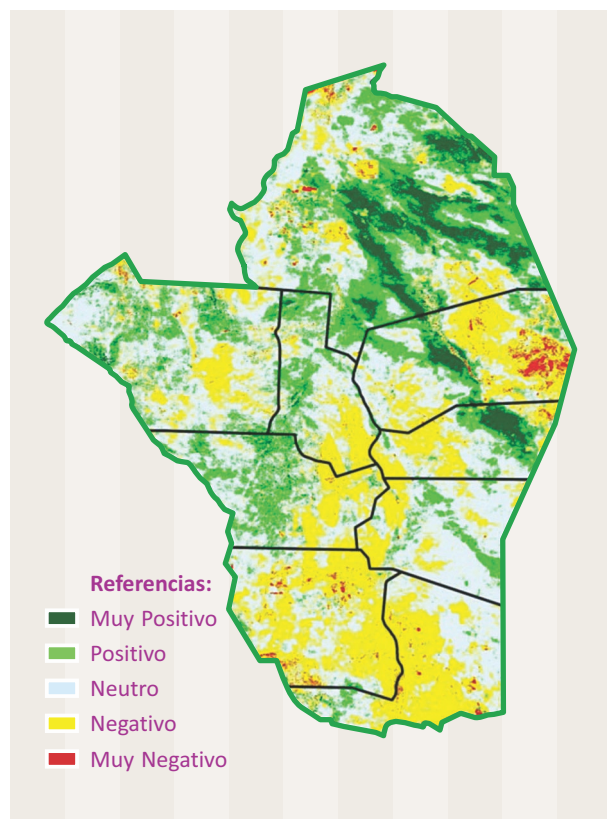 Referencias:
Muy Positivo
Positivo
Neutro
Negativo
Muy Negativo